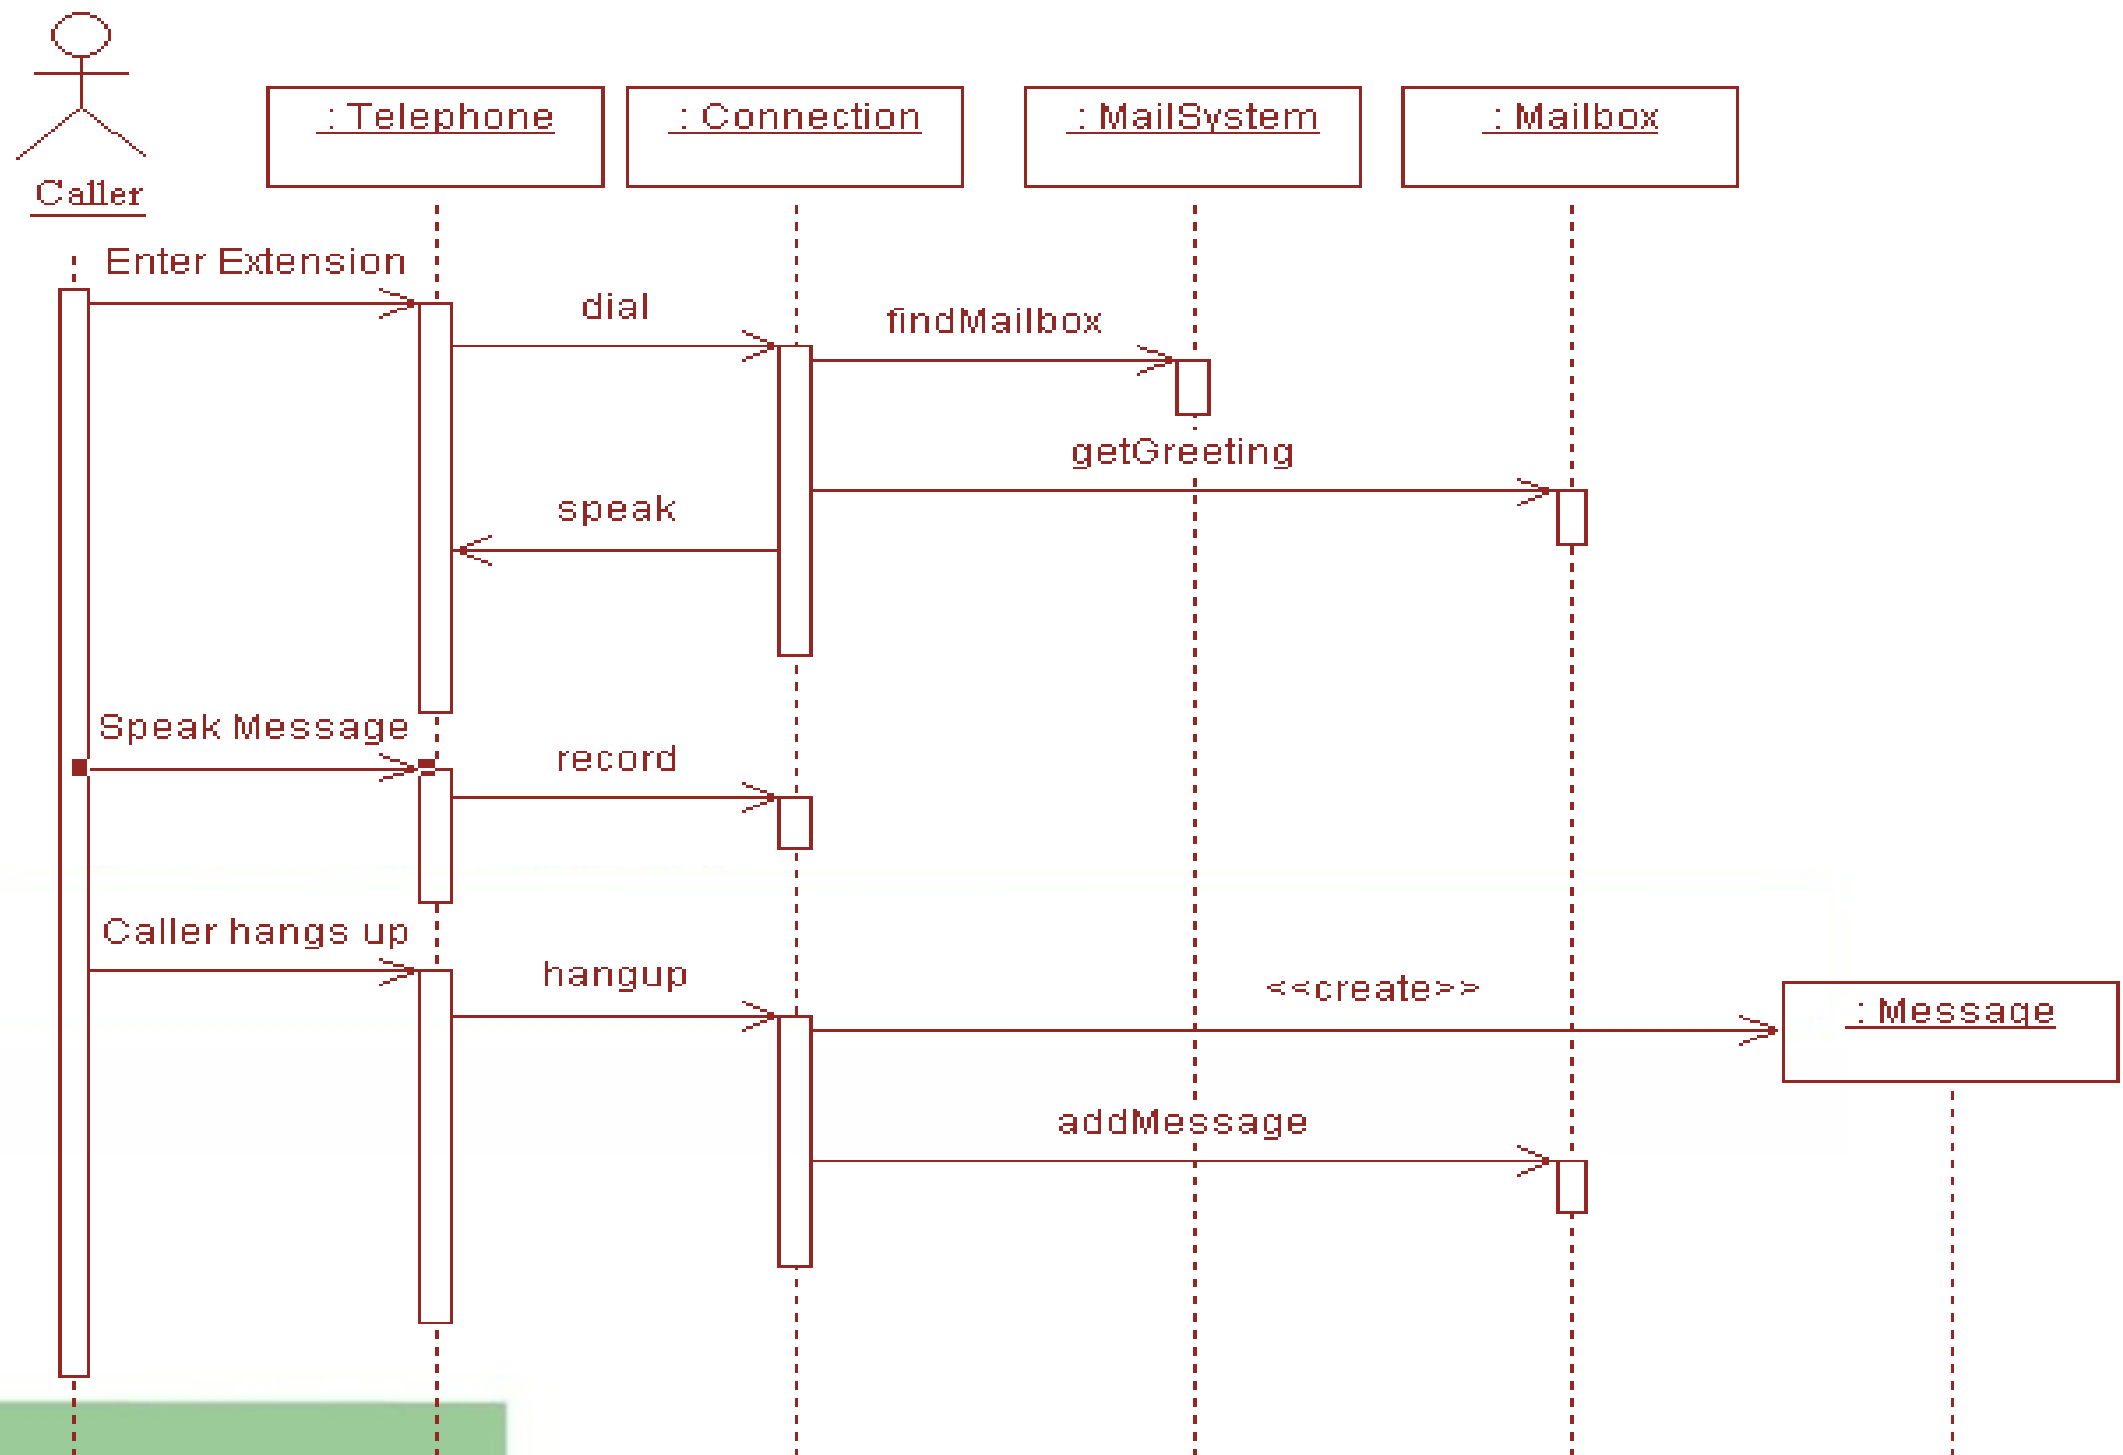 : Telephone
: Connection
: MailSystem
: Mailbox
Caller
Enter Extension
dial
findMailbox
getGreeting
speak
Speak Message
record
Caller hangs up
hangup
<<create>>
: Message
addMessage